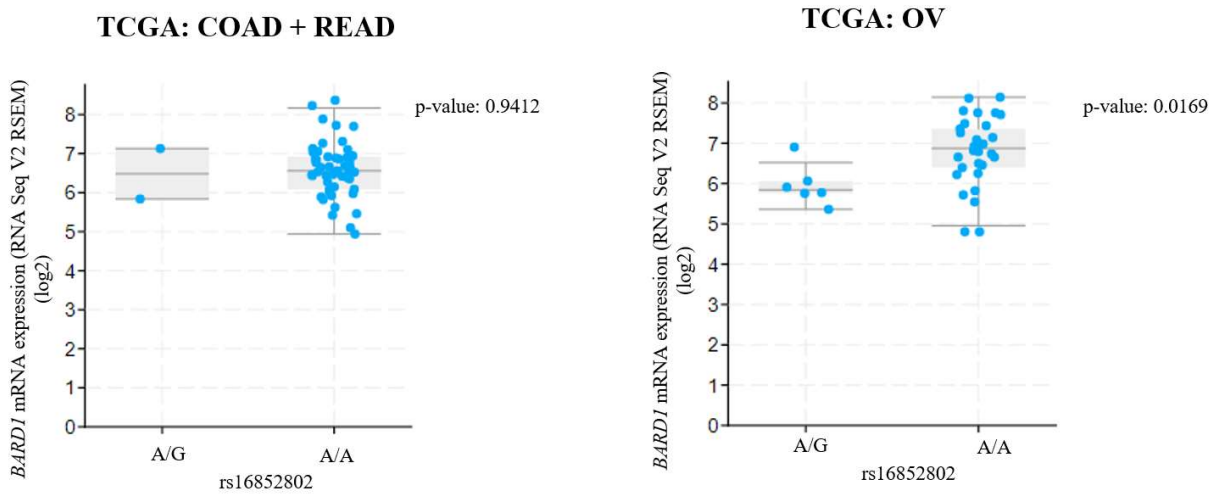 TCGA: COAD + READ
BARD1 mRNA expression (RNA Seq V2 RSEM)
(log2)
8
7
6
5
4
3
2
1
0
p-value: 0.9412
A/G
A/A
rs16852802
TCGA: OV
BARD1 mRNA expression (RNA Seq V2 RSEM)
(log2)
8
7
6
5
4
3
2
1
0
p-value: 0.0169
A/G
A/A
rs16852802